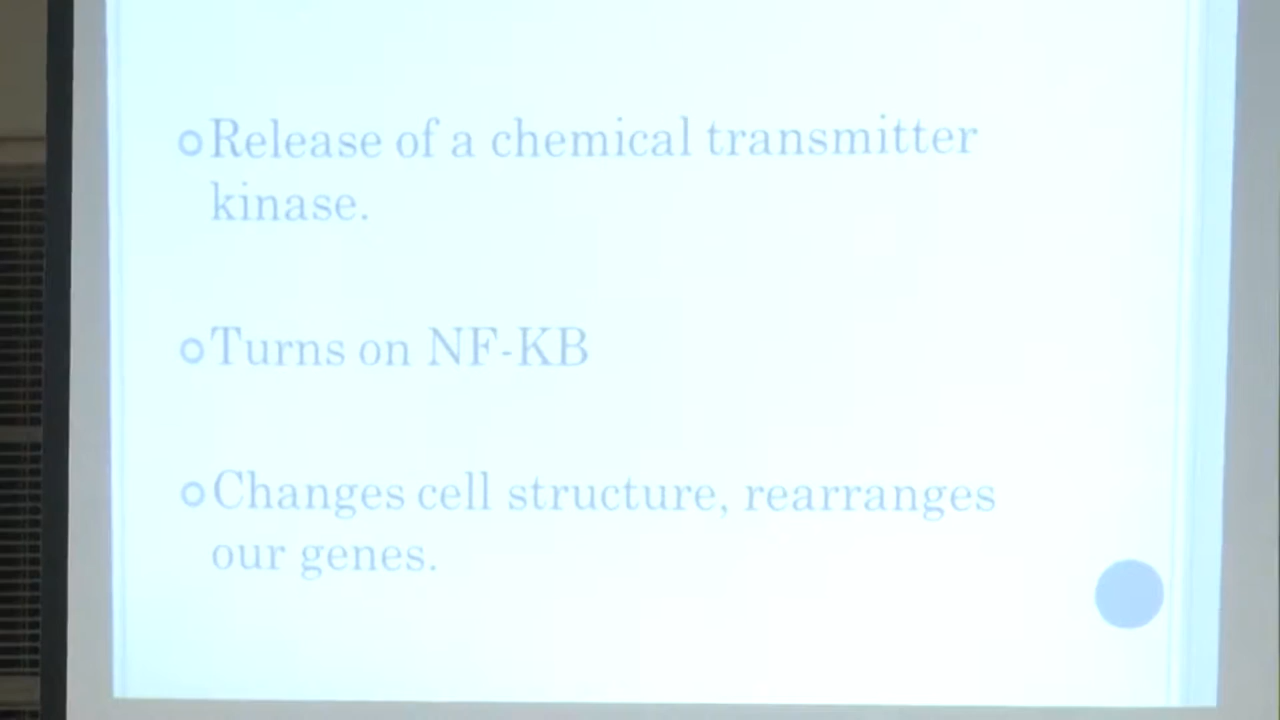 Release of a chemical transmitter
kinase.
Turns on NF-KB
Changes cell structure, rearranges
our genes.